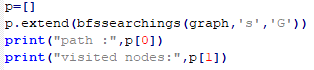 p=[]
p.extend(bfssearchings(graph,'s','G'))
print("path :",p[0])
print("visited nodes:",p[1])